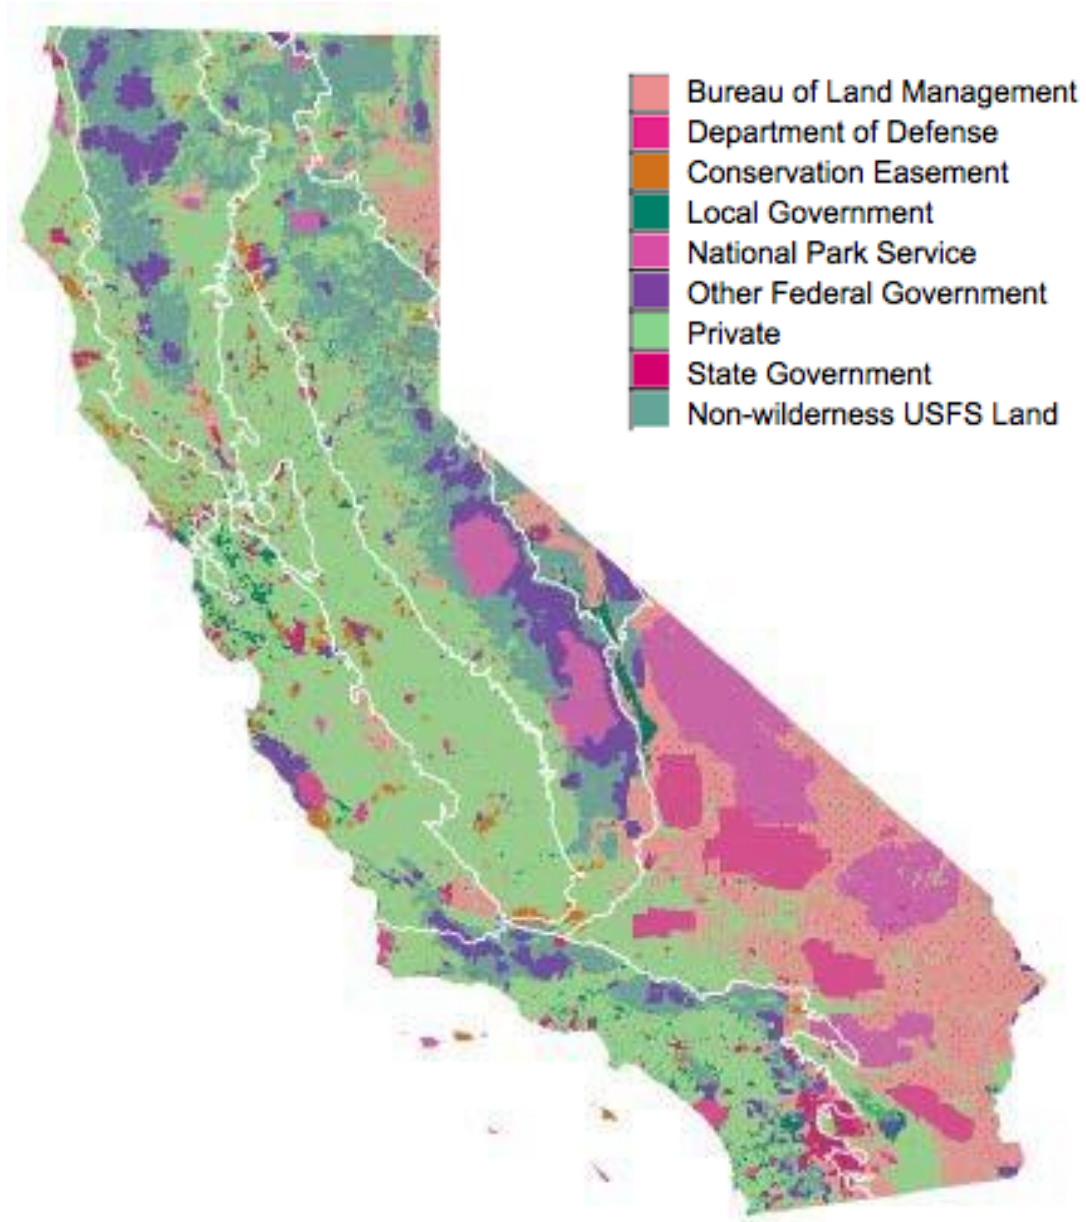 Bureau of Land Management
Department of Defense
Conservation Easement
Local Government
National Park Service
Other Federal Government
Private
State Government
Non-wilderness USFS Land